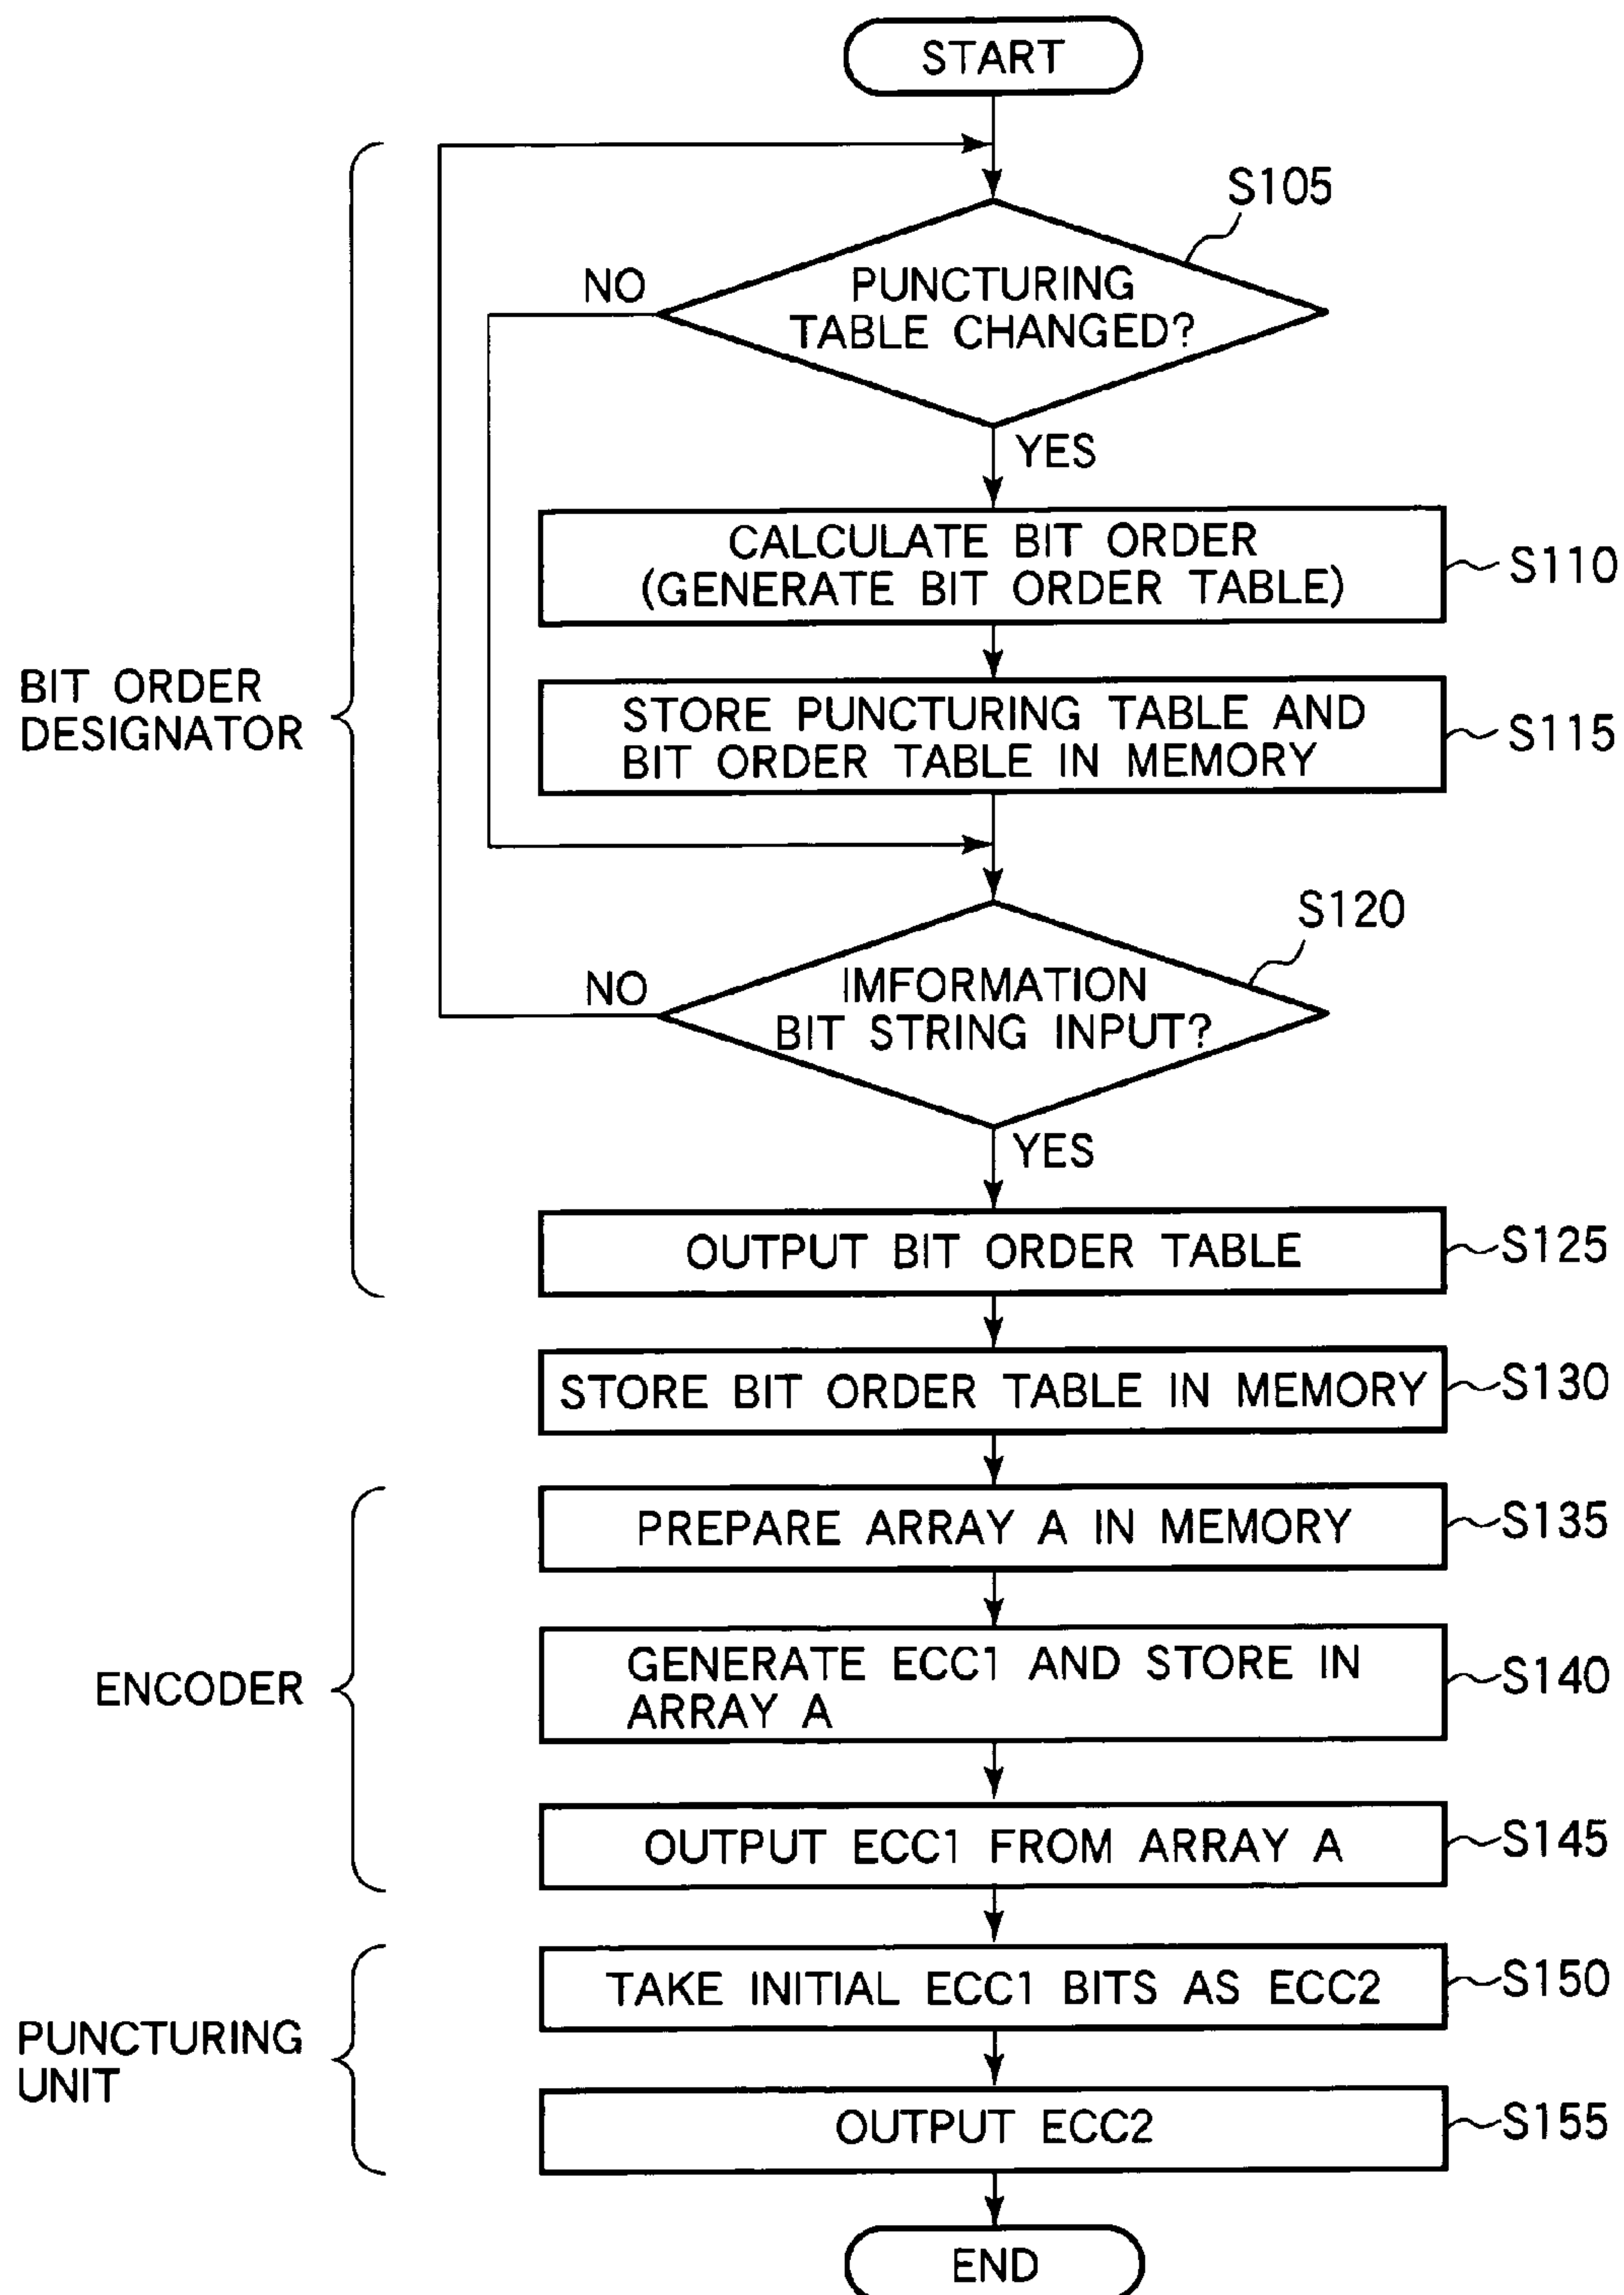 START
S105
NO
PUNCTURING
TABLE CHANGED?
YES
CALCULATE BIT ORDER
(GENERATE BIT ORDER TABLE)
S110
BIT ORDER
DESIGNATOR
STORE PUNCTURING TABLE AND
BIT ORDER TABLE IN MEMORY
S115
S120
NO
IMFORMATION
BIT STRING INPUT?
YES
OUTPUT BIT ORDER TABLE
S125
STORE BIT ORDER TABLE IN MEMORY
S130
PREPARE ARRAY A IN MEMORY
S135
ENCODER
GENERATE ECC1 AND STORE IN
ARRAY A
S140
OUTPUT ECC1 FROM ARRAY A
S145
TAKE INITIAL ECC1 BITS AS ECC2
S150
PUNCTURING
UNIT
OUTPUT ECC2
S155
END